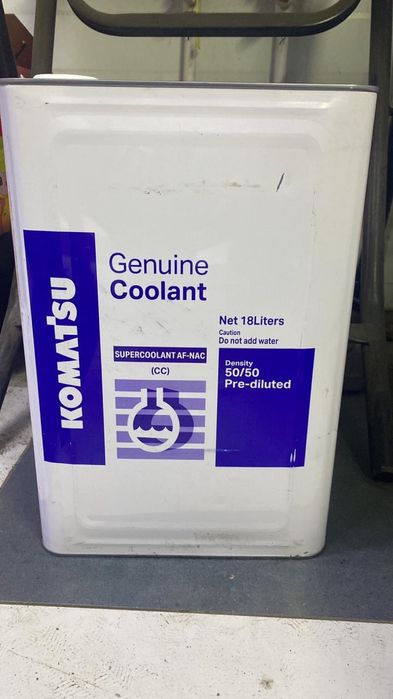 KOMATSU
Genuine
Coolant
Net 18Liters
Caution
Do not add water
SUPERCOOLANT AF-NAC
(CC)
Density
50/50
Pre-diluted